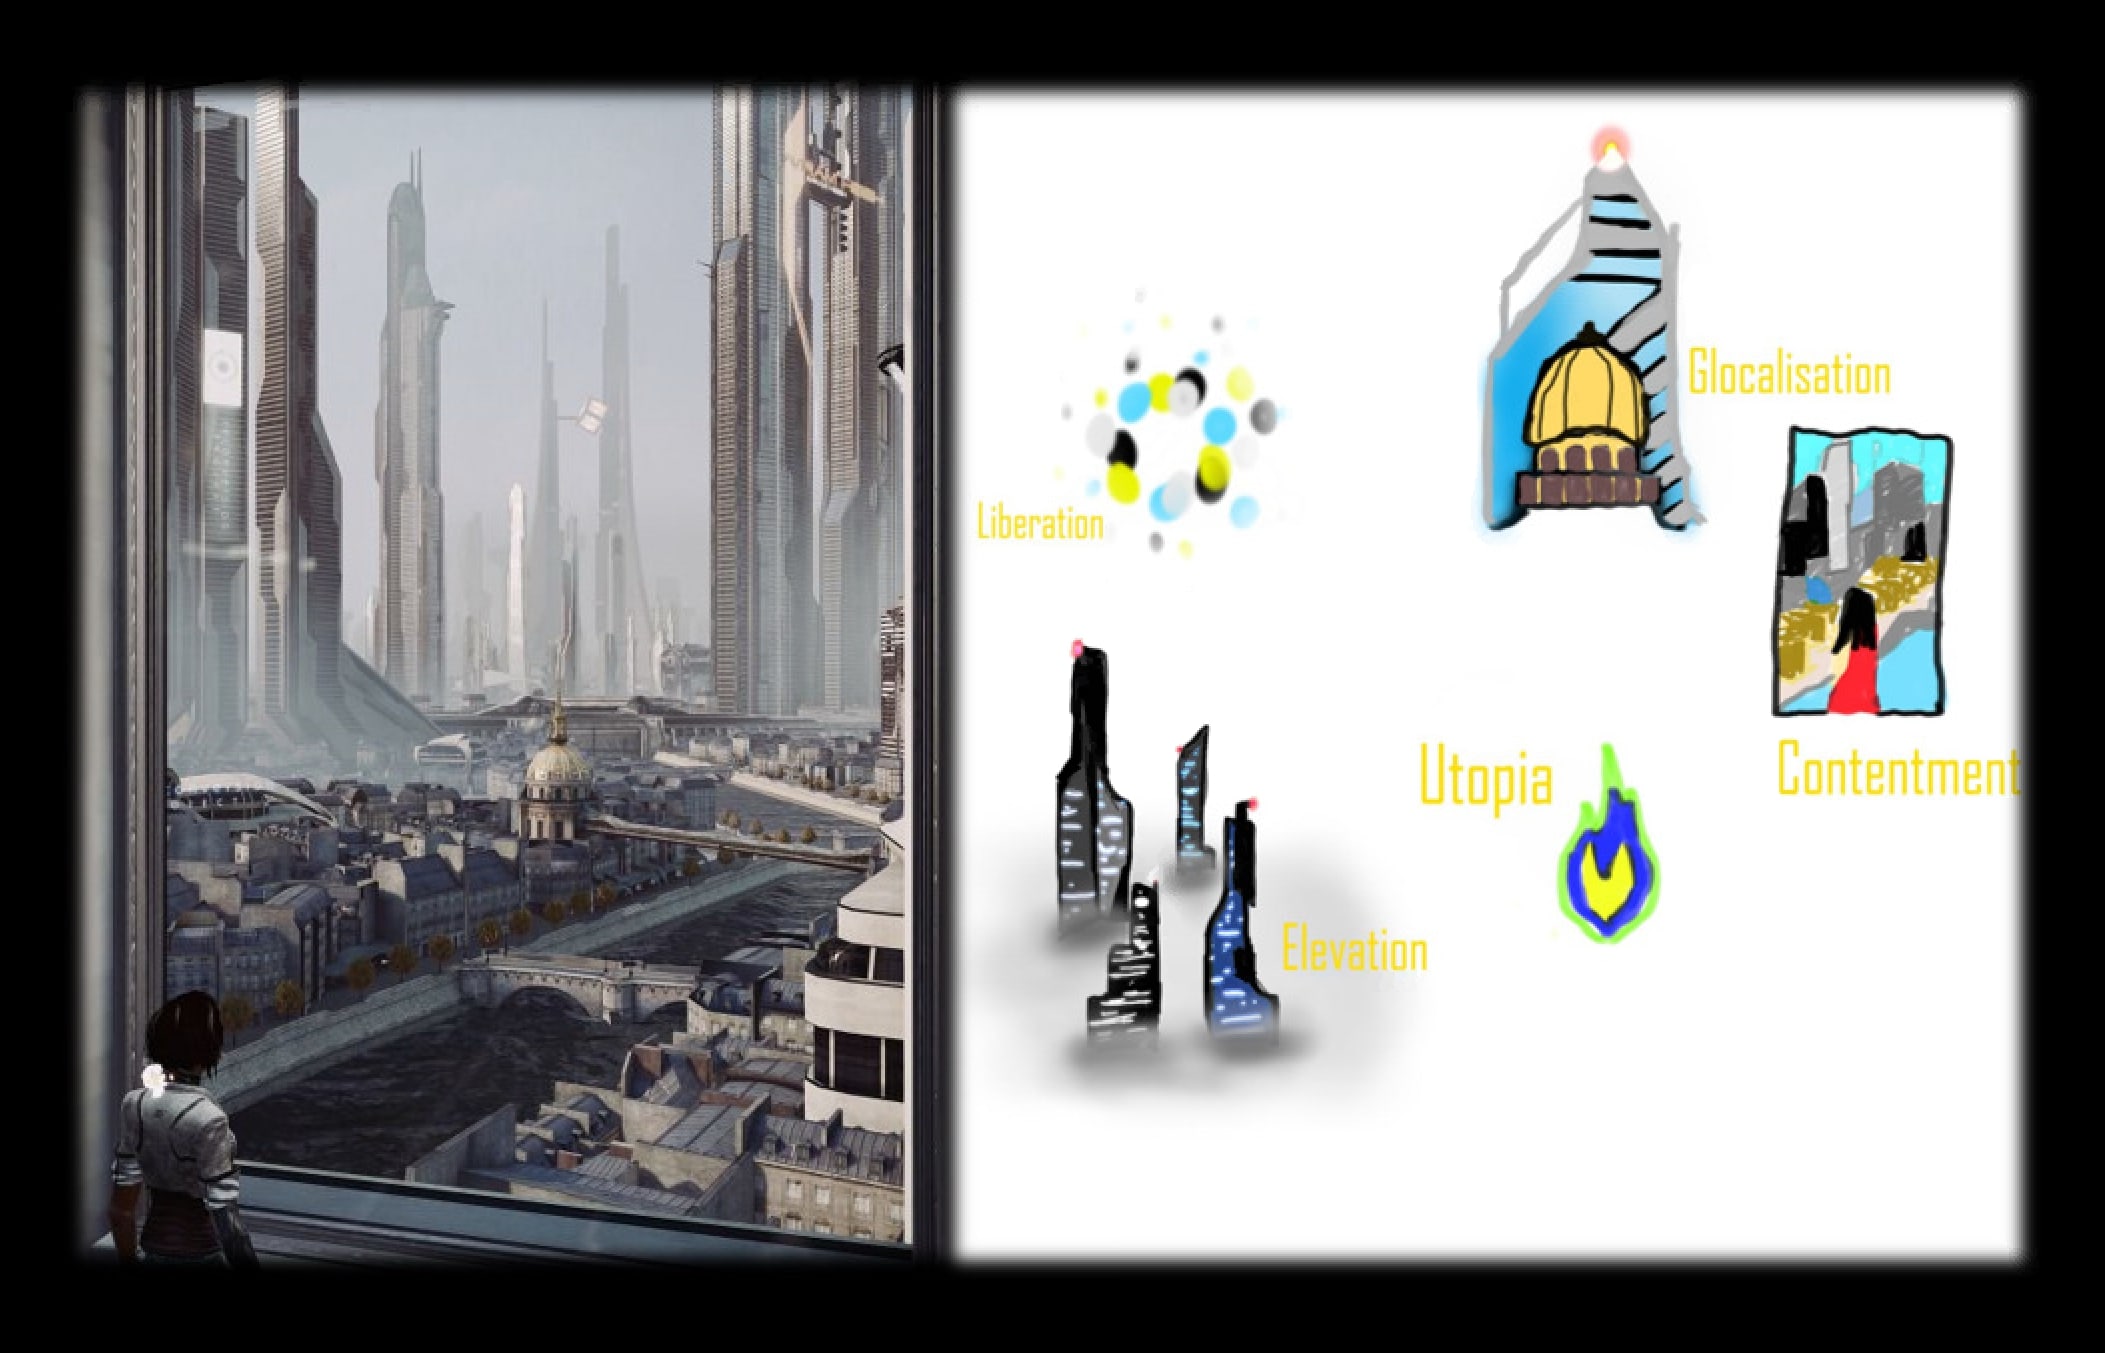 Glocalisation
Liberation
Contentment
Utopia
Elevation